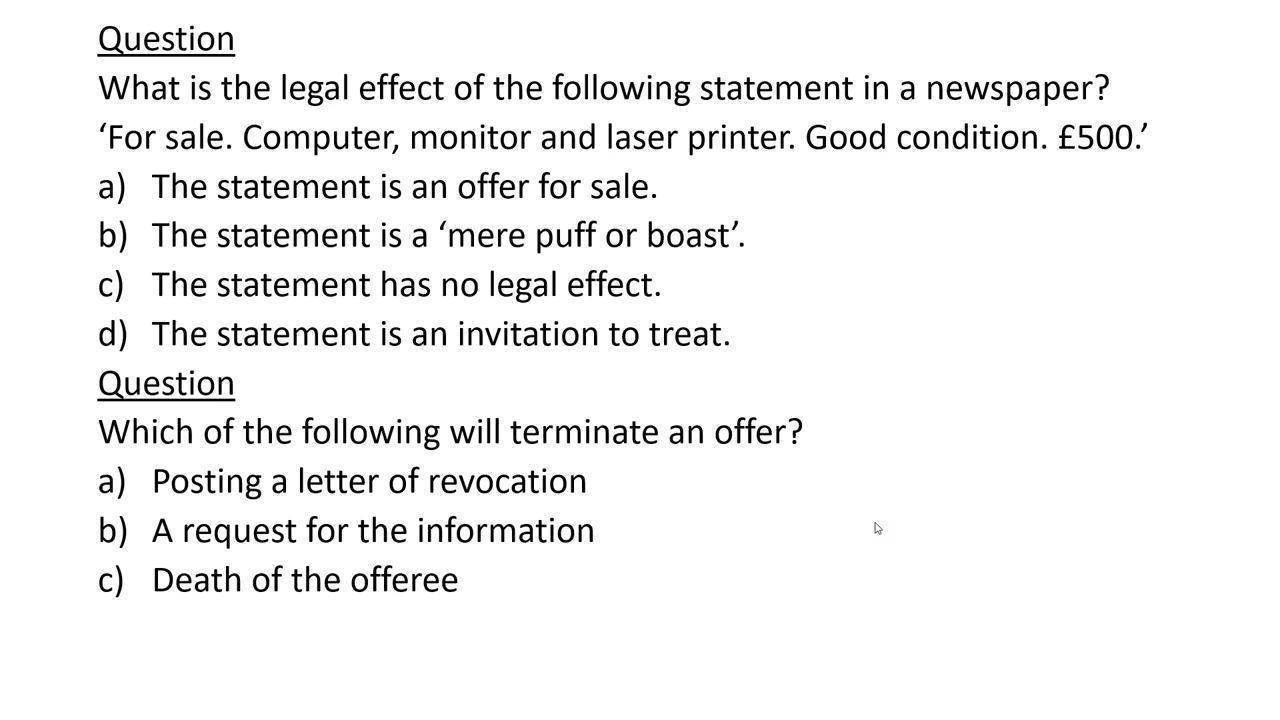 Question
What is the legal effect of the following statement in a newspaper?
‘For sale. Computer, monitor and laser printer. Good condition. £500.’
a) The statement is an offer for sale.
b) The statement is a ‘mere puff or boast’.
c) The statement has no legal effect.
d) The statement is an invitation to treat.
Question
Which of the following will terminate an offer?
a) Posting a letter of revocation
b) A request for the information
c) Death of the offeree